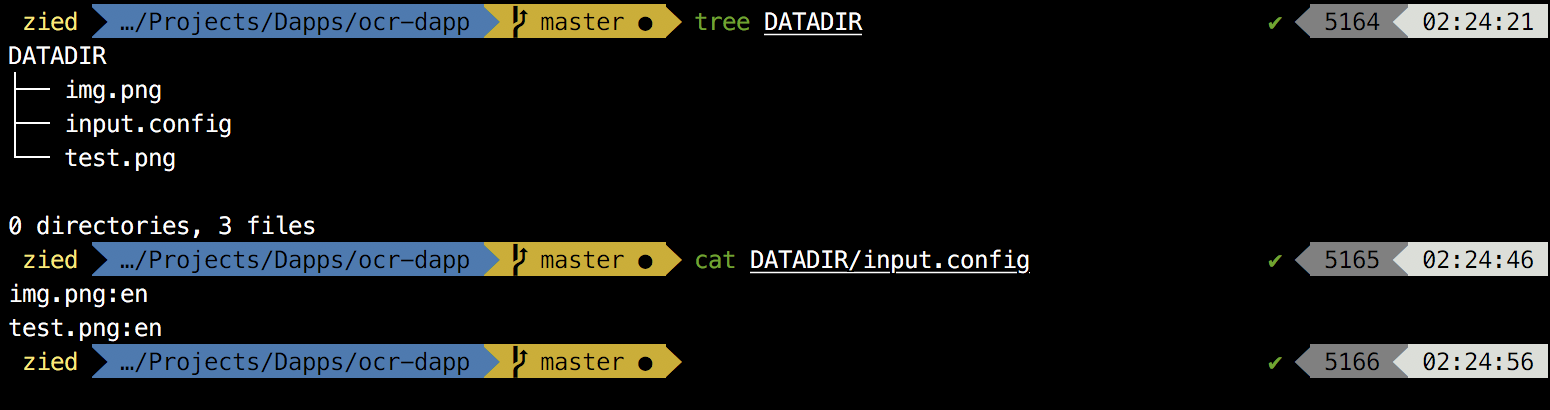 zied …/Projects/Dapps/ocr-dapp master ● tree DATADIR ✔ 5164 02:24:21
DATADIR
├── img.png
├── input.config
└── test.png
0 directories, 3 files
zied …/Projects/Dapps/ocr-dapp master ● cat DATADIR/input.config ✔ 5165 02:24:46
img.png:en
test.png:en
zied …/Projects/Dapps/ocr-dapp master ● ✔ 5166 02:24:56